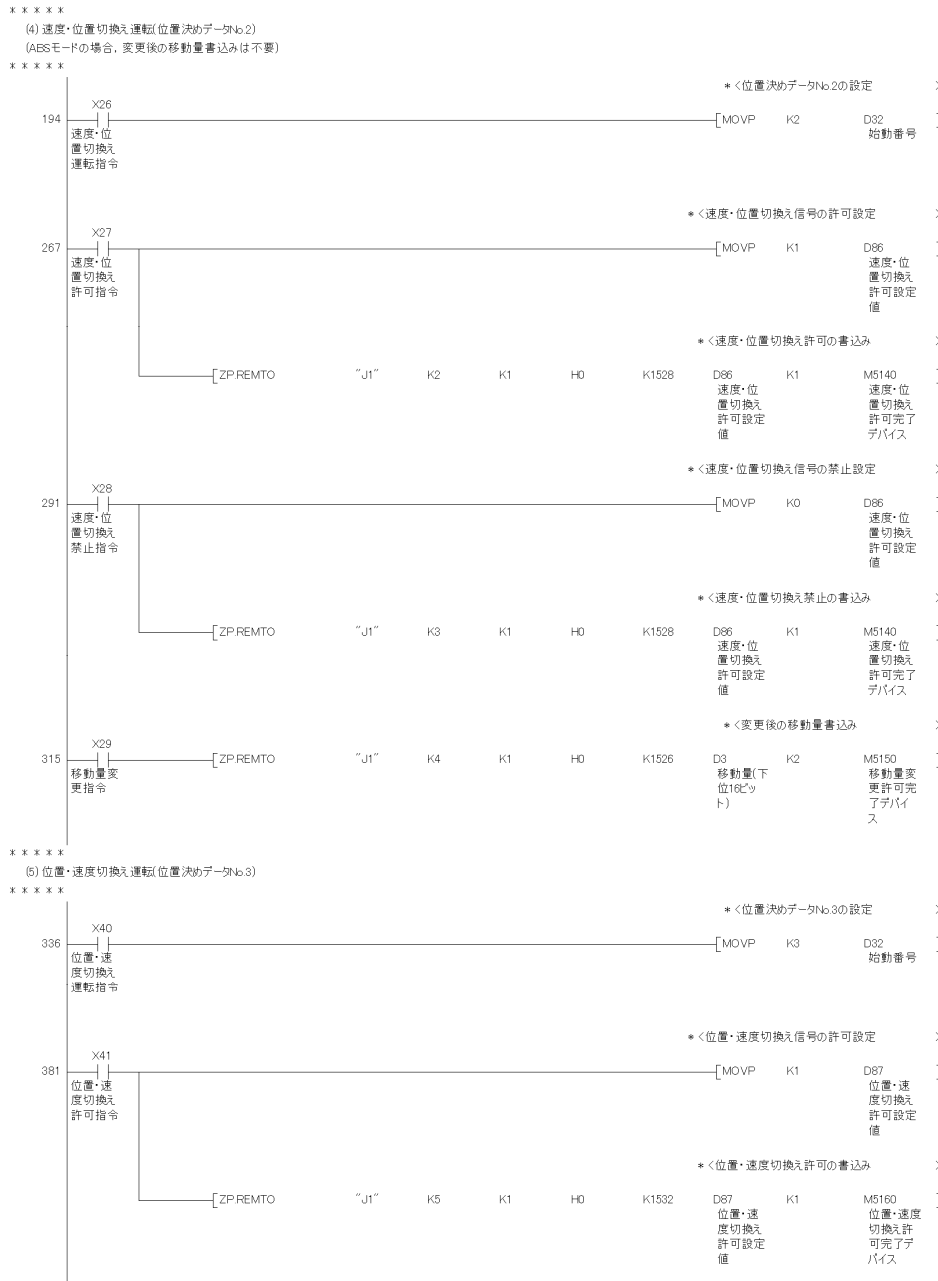 * * * * *
(4) 速度・位置切換え運転(位置決めデータNo.2)
(ABSモードの場合, 変更後の移動量書込みは不要)
* * * * *
*<位置決めデータNo.2の設定 >
X26
194 [MOVP K2 D32 ]
速度・位 始動番号
置切換え
運転指令
*<速度・位置切換え信号の許可設定 >
X27
267 [MOVP K1 D86 ]
速度・位 速度・位
置切換え 置切換え
許可指令 許可設定
値
*<速度・位置切換え許可の書込み >
[ZP.REMTO "J1" K2 K1 H0 K1528 D86 K1 M5140 ]
速度・位 速度・位
置切換え 置切換え
許可設定 許可完了
値 デバイス
*<速度・位置切換え信号の禁止設定 >
X28
291 [MOVP K0 D86 ]
速度・位 速度・位
置切換え 置切換え
禁止指令 許可設定
値
*<速度・位置切換え禁止の書込み >
[ZP.REMTO "J1" K3 K1 H0 K1528 D86 K1 M5140 ]
速度・位 速度・位
置切換え 置切換え
許可設定 許可完了
値 デバイス
*<変更後の移動量書込み >
X29
315 [ZP.REMTO "J1" K4 K1 H0 K1526 D3 K2 M5150 ]
移動量変 移動量(下 移動量変
更指令 位16ビッ 更許可完
ト) 了デバイ
ス
* * * * *
(5) 位置・速度切換え運転(位置決めデータNo.3)
* * * * *
*<位置決めデータNo.3の設定 >
X40
336 [MOVP K3 D32 ]
位置・速 始動番号
度切換え
運転指令
*<位置・速度切換え信号の許可設定 >
X41
381 [MOVP K1 D87 ]
位置・速 位置・速
度切換え 度切換え
許可指令 許可設定
値
*<位置・速度切換え許可の書込み >
[ZP.REMTO "J1" K5 K1 H0 K1532 D87 K1 M5160 ]
位置・速 位置・速度
度切換え 切換え許
許可設定 可完了デ
値 バイス